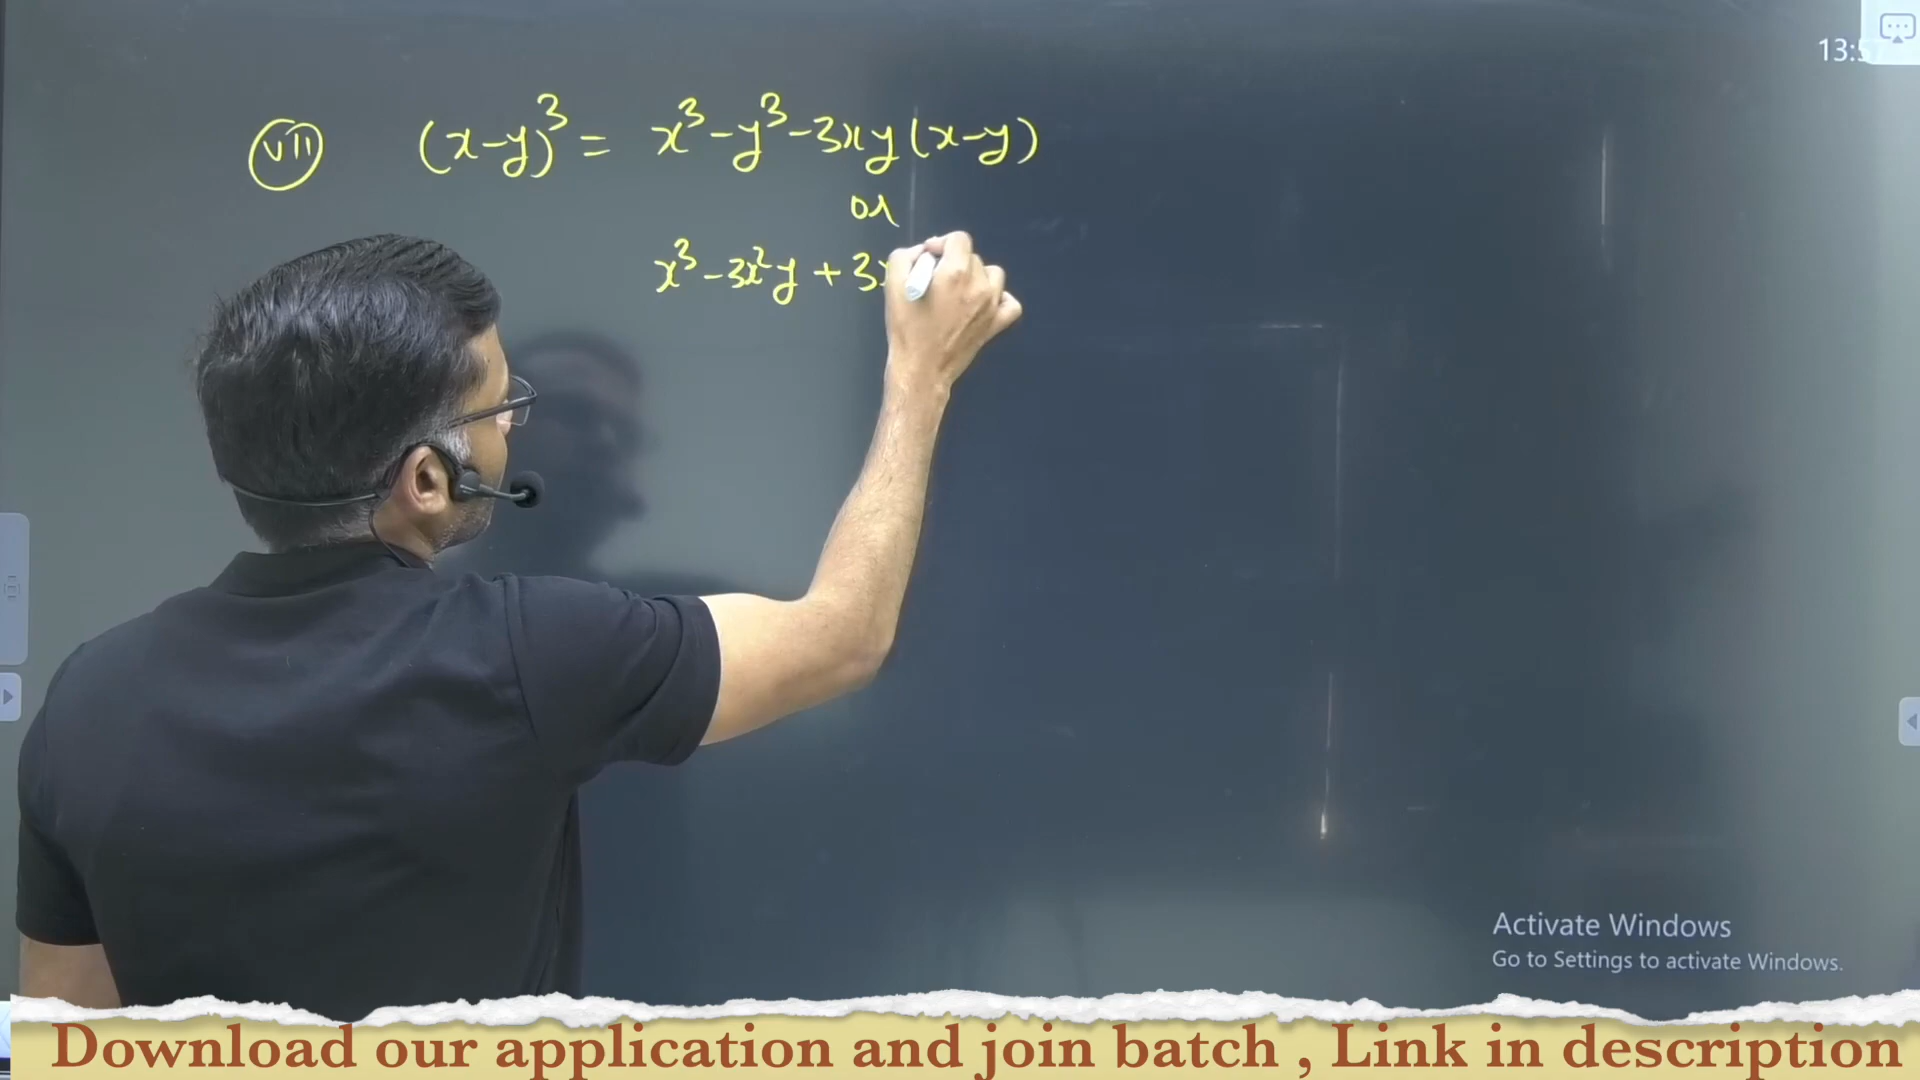 13:5
(vii) (x-y)³ = x³-y³-3xy(x-y)
or
x³-3x²y+3x
Activate Windows
Go to Settings to activate Windows.
Download our application and join batch , Link in description